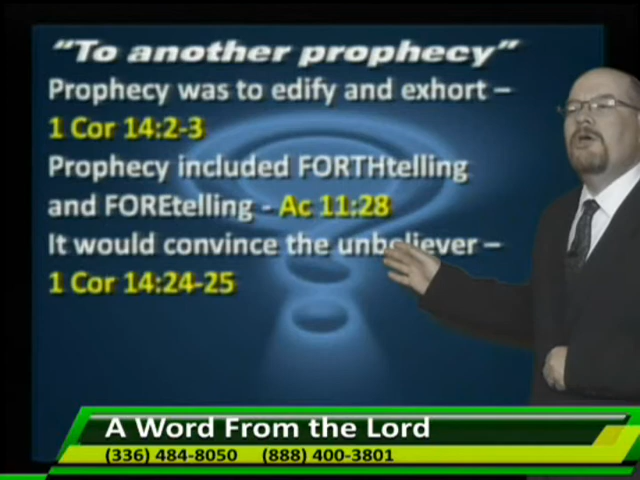 "To another prophecy"
Prophecy was to edify and exhort –
1 Cor 14:2-3
Prophecy included FORTHtelling
and FOREtelling - Ac 11:28
It would convince the unbeliever –
1 Cor 14:24-25
A Word From the Lord
(336) 484-8050 (888) 400-3801